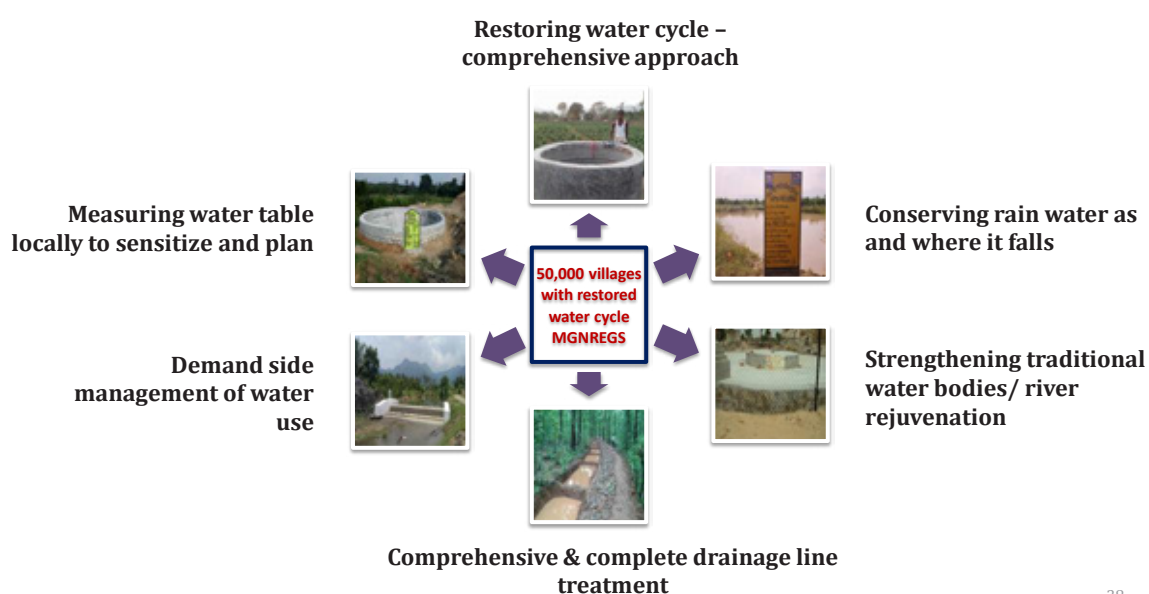 Restoring water cycle –
comprehensive approach
Measuring water table
locally to sensitize and plan
Conserving rain water as
and where it falls
50,000 villages
with restored
water cycle
MGNREGS
Demand side
management of water
use
Strengthening traditional
water bodies/ river
rejuvenation
Comprehensive & complete drainage line
treatment